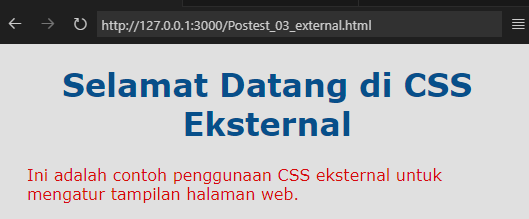 http://127.0.0.1:3000/Postest_03_external.html
Selamat Datang di CSS
Eksternal
Ini adalah contoh penggunaan CSS eksternal untuk
mengatur tampilan halaman web.